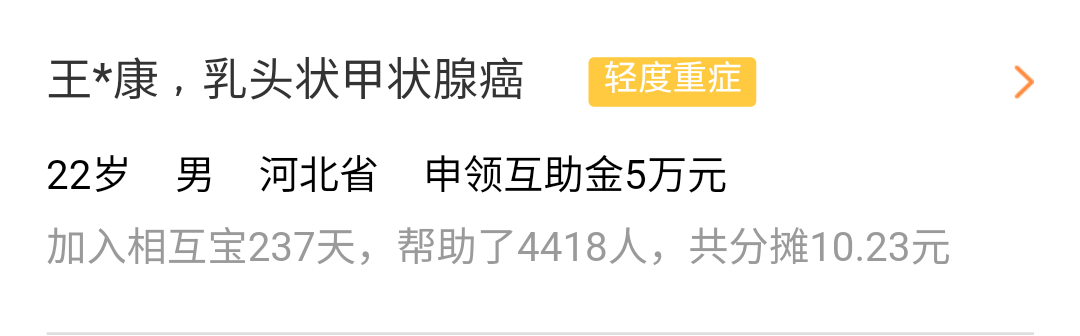 王*康，乳头状甲状腺癌 轻度重症
22岁 男 河北省 申领互助金5万元
加入相互宝237天，帮助了4418人，共分摊10.23元